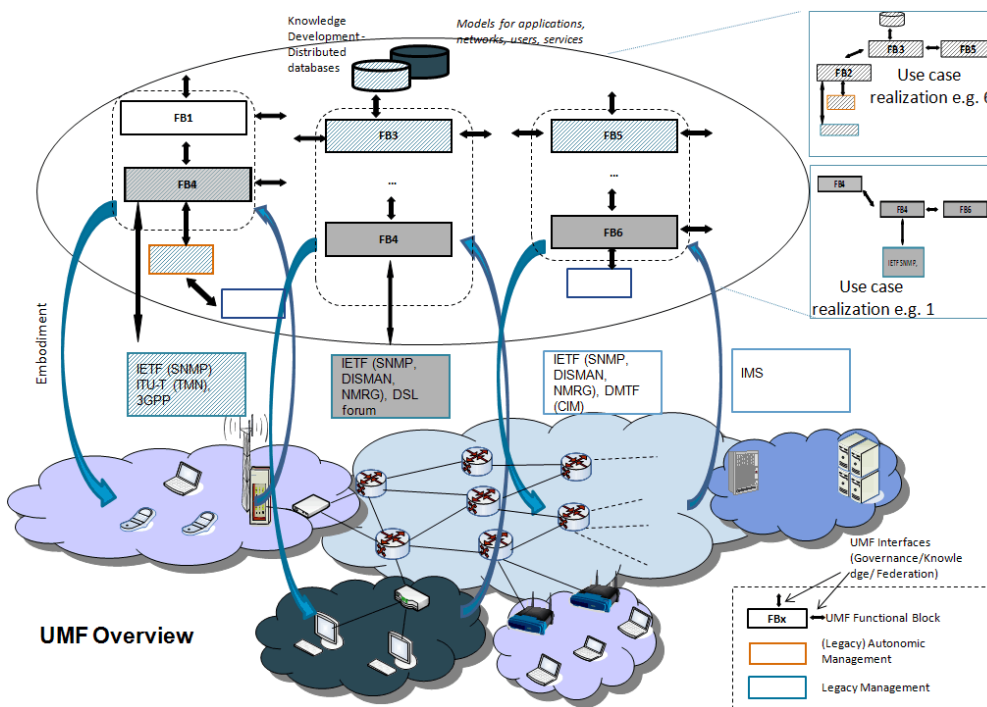 Knowledge
Development -
Distributed
databases
Models for applications,
networks, users, services
FB1
FB4
FB3
...
FB4
FB5
...
FB6
FB3
FB5
FB2
Use case
realization e.g. 6
FB4
FB4
FB6
IETF SNMP,
Use case
realization e.g. 1
Embodiment
IETF (SNMP)
ITU-T (TMN),
3GPP
IETF (SNMP,
DISMAN,
NMRG), DSL
forum
IETF (SNMP,
DISMAN,
NMRG), DMTF
(CIM)
IMS
UMF Overview
UMF Interfaces
(Governance/Knowle
dge/ Federation)
FBx
UMF Functional Block
(Legacy) Autonomic
Management
Legacy Management